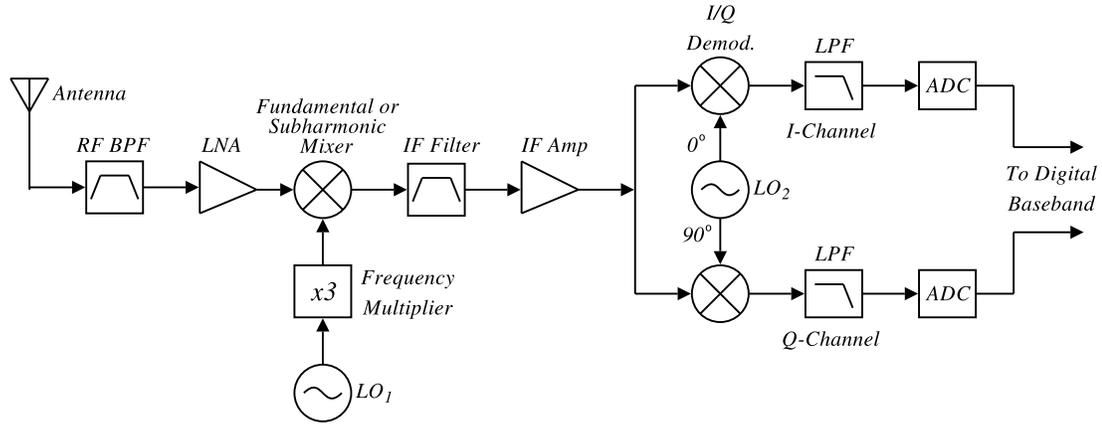 I/Q
Demod.
LPF
Antenna
ADC
Fundamental or
Subharmonic
Mixer
I-Channel
RF BPF
LNA
IF Filter
IF Amp
0°
To Digital
LO2
Baseband
90°
LPF
Frequency
x3
ADC
Multiplier
Q-Channel
LO1